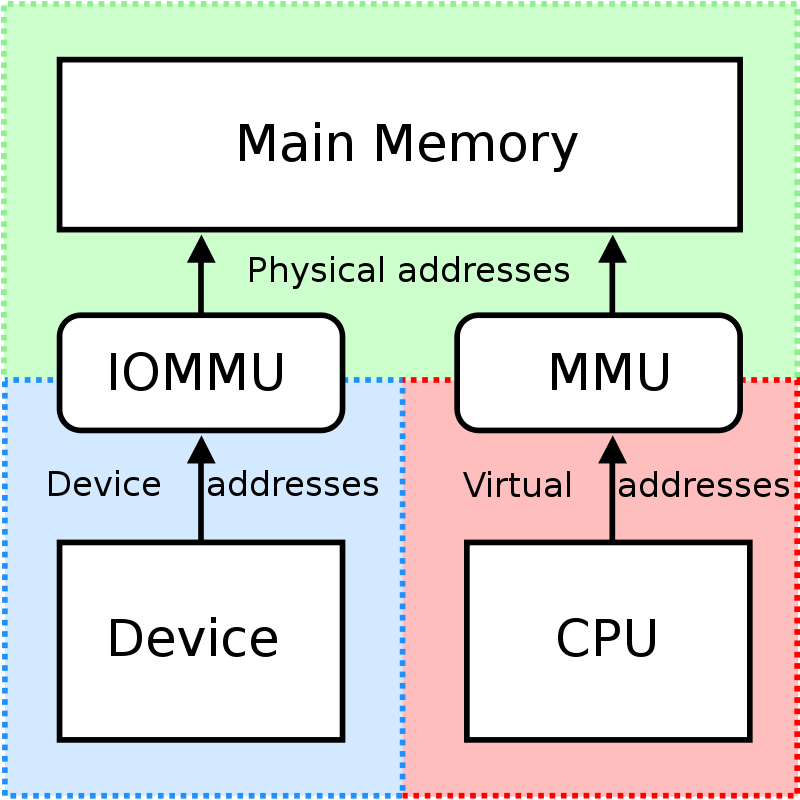 Main Memory
Physical addresses
IOMMU
MMU
Device addresses
Virtual addresses
Device
CPU